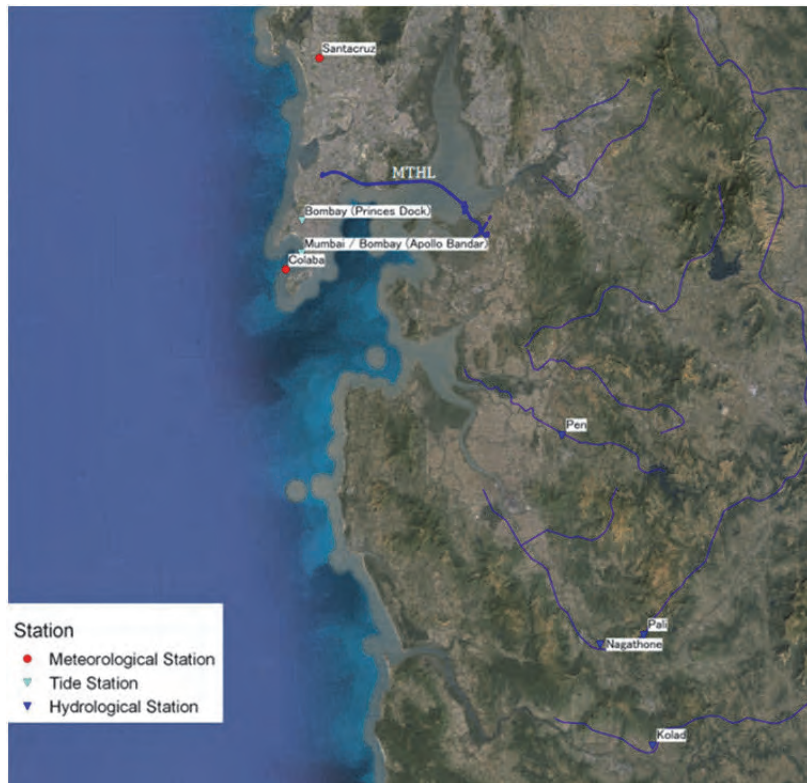 Santacruz
MTHL
Bombay (Princes Dock)
Mumbai / Bombay (Apollo Bandar)
Colaba
Pen
Pali
Nagathone
Kolad
Station
Meteorological Station
Tide Station
Hydrological Station